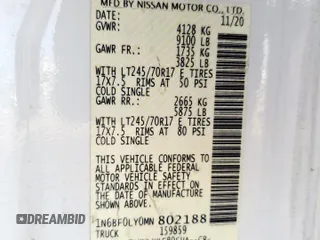 MFD. BY NISSAN MOTOR CO., LTD.
DATE: 11/20
GVWR: 4128 KG
9100 LB
GAWR FR. 1735 KG
3825 LB
WITH LT245/70R17 E TIRES
17X7.5 RIMS AT 50 PSI
COLD SINGLE
GAWR RR. 2665 KG
5875 LB
WITH LT245/70R17 E TIRES
17X7.5 RIMS AT 80 PSI
COLD SINGLE
THIS VEHICLE CONFORMS TO
ALL APPLICABLE FEDERAL
MOTOR VEHICLE SAFETY STAND-
ARDS IN EFFECT ON THE DATE
OF MANUFACTURE SHOWN ABOVE.
1N6BF0LY0MN 802188
TRUCK 159859
DREAMBID
DREAMBID